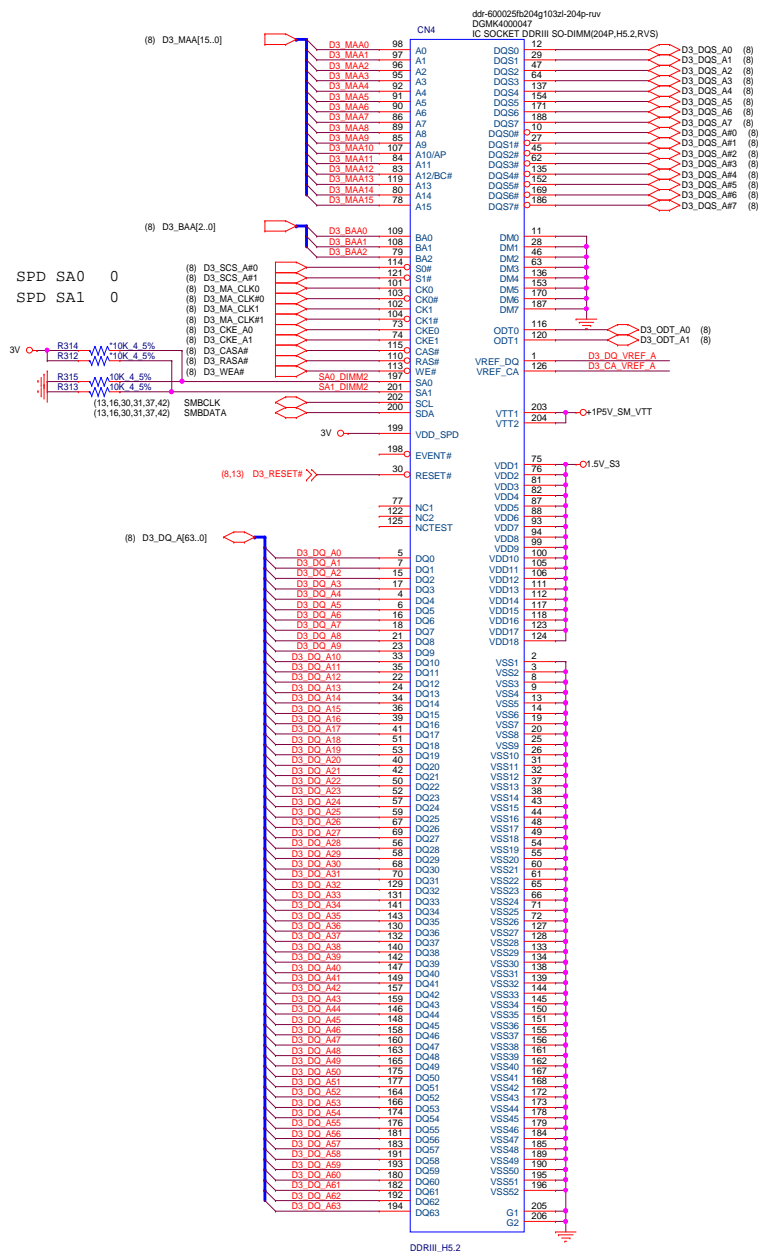 ddr-600025fb204g103zl-204p-ruv
DGMK4000047
IC SOCKET DDRIII SO-DIMM(204P,H5.2,RVS)
CN4
(8) D3_MAA[15..0]
D3_MAA0 98 A0
D3_MAA1 97 A1
D3_MAA2 96 A2
D3_MAA3 95 A3
D3_MAA4 92 A4
D3_MAA5 91 A5
D3_MAA6 90 A6
D3_MAA7 86 A7
D3_MAA8 89 A8
D3_MAA9 85 A9
D3_MAA10 107 A10/AP
D3_MAA11 84 A11
D3_MAA12 83 A12/BC#
D3_MAA13 119 A13
D3_MAA14 80 A14
D3_MAA15 78 A15
DQS0 12 D3_DQS_A0 (8)
DQS1 29 D3_DQS_A1 (8)
DQS2 47 D3_DQS_A2 (8)
DQS3 64 D3_DQS_A3 (8)
DQS4 137 D3_DQS_A4 (8)
DQS5 154 D3_DQS_A5 (8)
DQS6 171 D3_DQS_A6 (8)
DQS7 188 D3_DQS_A7 (8)
DQS0# 10 D3_DQS_A#0 (8)
DQS1# 27 D3_DQS_A#1 (8)
DQS2# 45 D3_DQS_A#2 (8)
DQS3# 62 D3_DQS_A#3 (8)
DQS4# 135 D3_DQS_A#4 (8)
DQS5# 152 D3_DQS_A#5 (8)
DQS6# 169 D3_DQS_A#6 (8)
DQS7# 186 D3_DQS_A#7 (8)
(8) D3_BAA[2..0]
D3_BAA0 109 BA0
D3_BAA1 108 BA1
D3_BAA2 79 BA2
(8) D3_SCS_A#0 114 S0#
(8) D3_SCS_A#1 121 S1#
(8) D3_MA_CLK0 101 CK0
(8) D3_MA_CLK#0 103 CK0#
(8) D3_MA_CLK1 102 CK1
(8) D3_MA_CLK#1 104 CK1#
(8) D3_CKE_A0 73 CKE0
(8) D3_CKE_A1 74 CKE1
(8) D3_CASA# 115 CAS#
(8) D3_RASA# 110 RAS#
(8) D3_WEA# 113 WE#
SPD SA0 0
SPD SA1 0
3V
R314 *10K_4_5%
R312 *10K_4_5%
R315 10K_4_5% SA0_DIMM2 197 SA0
R313 10K_4_5% SA1_DIMM2 201 SA1
(13,16,30,31,37,42) SMBCLK 202 SCL
(13,16,30,31,37,42) SMBDATA 200 SDA
3V 199 VDD_SPD
198 EVENT#
(8,13) D3_RESET# 30 RESET#
77 NC1
122 NC2
125 NCTEST
DM0 11
DM1 28
DM2 46
DM3 63
DM4 136
DM5 153
DM6 170
DM7 187
ODT0 116 D3_ODT_A0 (8)
ODT1 120 D3_ODT_A1 (8)
VREF_DQ 1 D3_DQ_VREF_A
VREF_CA 126 D3_CA_VREF_A
VTT1 203 +1P5V_SM_VTT
VTT2 204
VDD1 75 1.5V_S3
VDD2 76
VDD3 81
VDD4 82
VDD5 87
VDD6 88
VDD7 93
VDD8 94
VDD9 99
VDD10 100
VDD11 105
VDD12 106
VDD13 111
VDD14 112
VDD15 117
VDD16 118
VDD17 123
VDD18 124
(8) D3_DQ_A[63..0]
D3_DQ_A0 5 DQ0
D3_DQ_A1 7 DQ1
D3_DQ_A2 15 DQ2
D3_DQ_A3 17 DQ3
D3_DQ_A4 4 DQ4
D3_DQ_A5 6 DQ5
D3_DQ_A6 16 DQ6
D3_DQ_A7 18 DQ7
D3_DQ_A8 21 DQ8
D3_DQ_A9 23 DQ9
D3_DQ_A10 33 DQ10
D3_DQ_A11 35 DQ11
D3_DQ_A12 22 DQ12
D3_DQ_A13 24 DQ13
D3_DQ_A14 34 DQ14
D3_DQ_A15 36 DQ15
D3_DQ_A16 39 DQ16
D3_DQ_A17 41 DQ17
D3_DQ_A18 51 DQ18
D3_DQ_A19 53 DQ19
D3_DQ_A20 40 DQ20
D3_DQ_A21 42 DQ21
D3_DQ_A22 50 DQ22
D3_DQ_A23 52 DQ23
D3_DQ_A24 57 DQ24
D3_DQ_A25 59 DQ25
D3_DQ_A26 67 DQ26
D3_DQ_A27 69 DQ27
D3_DQ_A28 56 DQ28
D3_DQ_A29 58 DQ29
D3_DQ_A30 68 DQ30
D3_DQ_A31 70 DQ31
D3_DQ_A32 129 DQ32
D3_DQ_A33 131 DQ33
D3_DQ_A34 141 DQ34
D3_DQ_A35 143 DQ35
D3_DQ_A36 130 DQ36
D3_DQ_A37 132 DQ37
D3_DQ_A38 140 DQ38
D3_DQ_A39 142 DQ39
D3_DQ_A40 147 DQ40
D3_DQ_A41 149 DQ41
D3_DQ_A42 157 DQ42
D3_DQ_A43 159 DQ43
D3_DQ_A44 146 DQ44
D3_DQ_A45 148 DQ45
D3_DQ_A46 158 DQ46
D3_DQ_A47 160 DQ47
D3_DQ_A48 163 DQ48
D3_DQ_A49 165 DQ49
D3_DQ_A50 175 DQ50
D3_DQ_A51 177 DQ51
D3_DQ_A52 164 DQ52
D3_DQ_A53 166 DQ53
D3_DQ_A54 174 DQ54
D3_DQ_A55 176 DQ55
D3_DQ_A56 181 DQ56
D3_DQ_A57 183 DQ57
D3_DQ_A58 191 DQ58
D3_DQ_A59 193 DQ59
D3_DQ_A60 180 DQ60
D3_DQ_A61 182 DQ61
D3_DQ_A62 192 DQ62
D3_DQ_A63 194 DQ63
VSS1 2
VSS2 3
VSS3 8
VSS4 9
VSS5 13
VSS6 14
VSS7 19
VSS8 20
VSS9 25
VSS10 26
VSS11 31
VSS12 32
VSS13 37
VSS14 38
VSS15 43
VSS16 44
VSS17 48
VSS18 49
VSS19 54
VSS20 55
VSS21 60
VSS22 61
VSS23 65
VSS24 66
VSS25 71
VSS26 72
VSS27 127
VSS28 128
VSS29 133
VSS30 134
VSS31 138
VSS32 139
VSS33 144
VSS34 145
VSS35 150
VSS36 151
VSS37 155
VSS38 156
VSS39 161
VSS40 162
VSS41 167
VSS42 168
VSS43 172
VSS44 173
VSS45 178
VSS46 179
VSS47 184
VSS48 185
VSS49 189
VSS50 190
VSS51 195
VSS52 196
G1 205
G2 206
DDRIII_H5.2